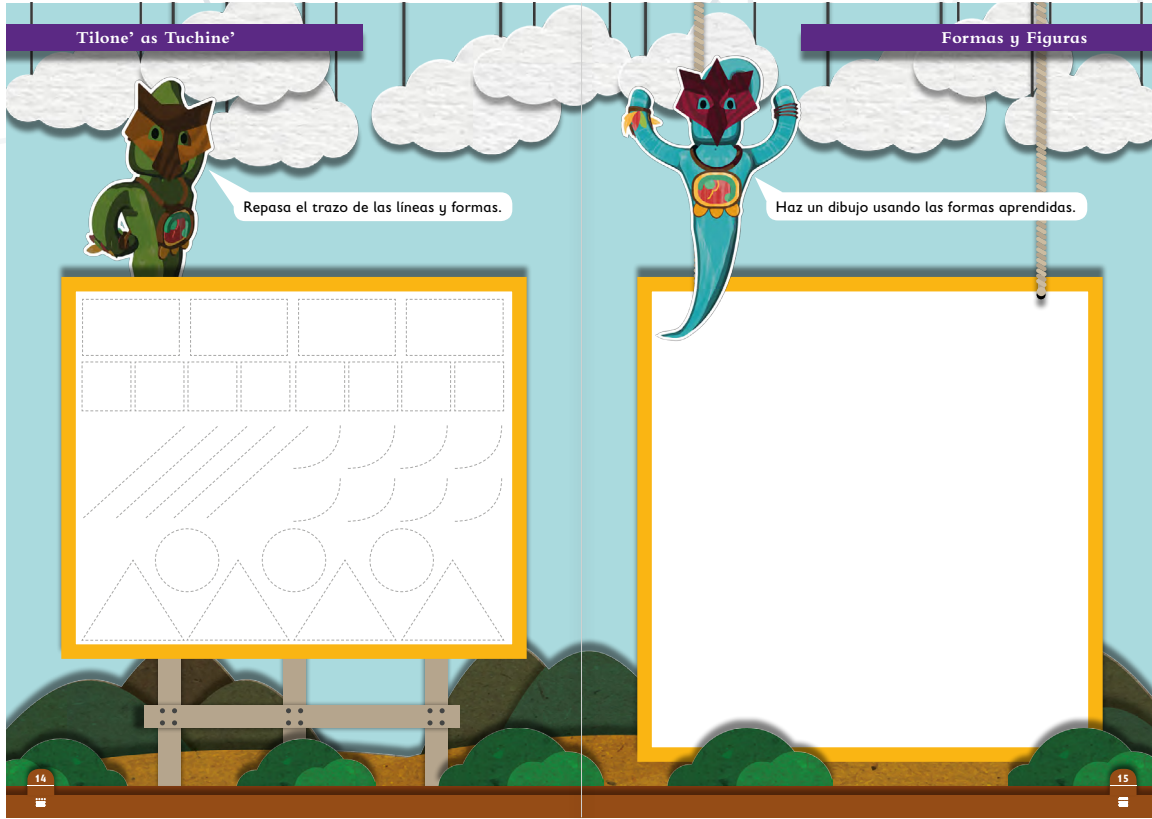 Tilone’ as Tuchine’
Repasa el trazo de las líneas y formas.
14
Formas y Figuras
Haz un dibujo usando las formas aprendidas.
15